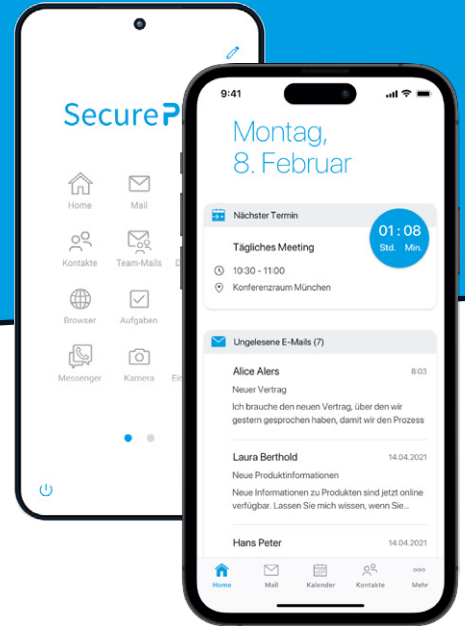 SecureP
Home
Mail
Kontakte
Team-Mails
Browser
Aufgaben
Messenger
Kamera
9:41
Montag,
8. Februar
Nächster Termin
Tägliches Meeting
10:30 - 11:00
Konferenzraum München
01:08
Std. Min.
Ungelesene E-Mails (7)
Alice Alers 8:03
Neuer Vertrag
Ich brauche den neuen Vertrag, über den wir
gestern gesprochen haben, damit wir den Prozess
Laura Berthold 14.04.2021
Neue Produktinformationen
Neue Informationen zu Produkten sind jetzt online
verfügbar. Lassen Sie mich wissen, wenn Sie...
Hans Peter 14.04.2021
Home Mail Kalender Kontakte Mehr